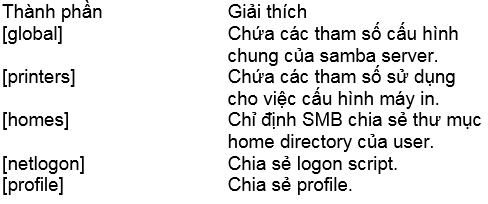 Thành phần Giải thích
[global] Chứa các tham số cấu hình
chung của samba server.
[printers] Chứa các tham số sử dụng
cho việc cấu hình máy in.
[homes] Chỉ định SMB chia sẻ thư mục
home directory của user.
[netlogon] Chia sẻ logon script.
[profile] Chia sẻ profile.